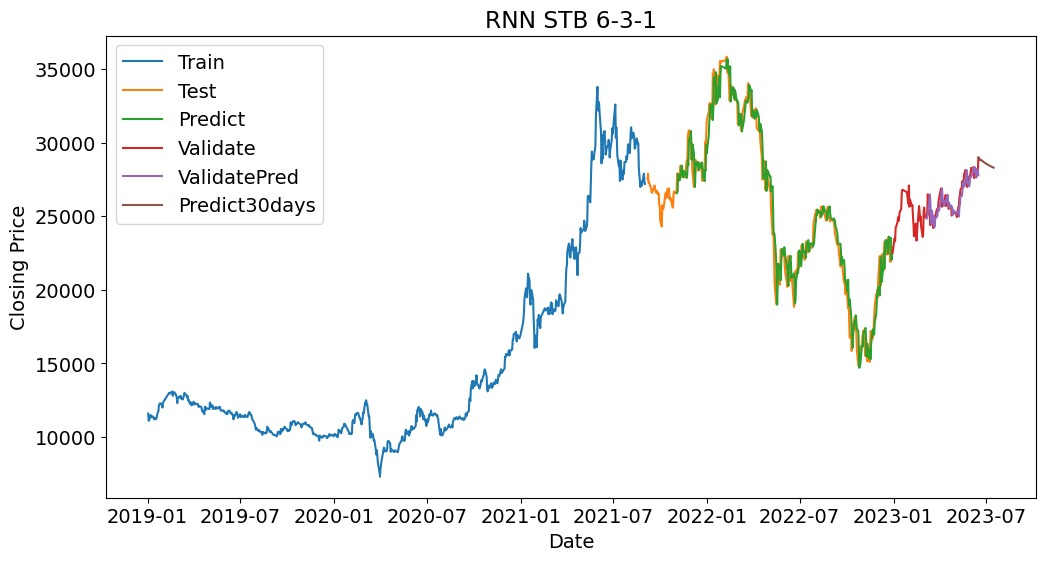 RNN STB 6-3-1
Train
Test
Predict
Validate
ValidatePred
Predict30days
Closing Price
35000
30000
25000
20000
15000
10000
2019-01 2019-07 2020-01 2020-07 2021-01 2021-07 2022-01 2022-07 2023-01 2023-07
Date